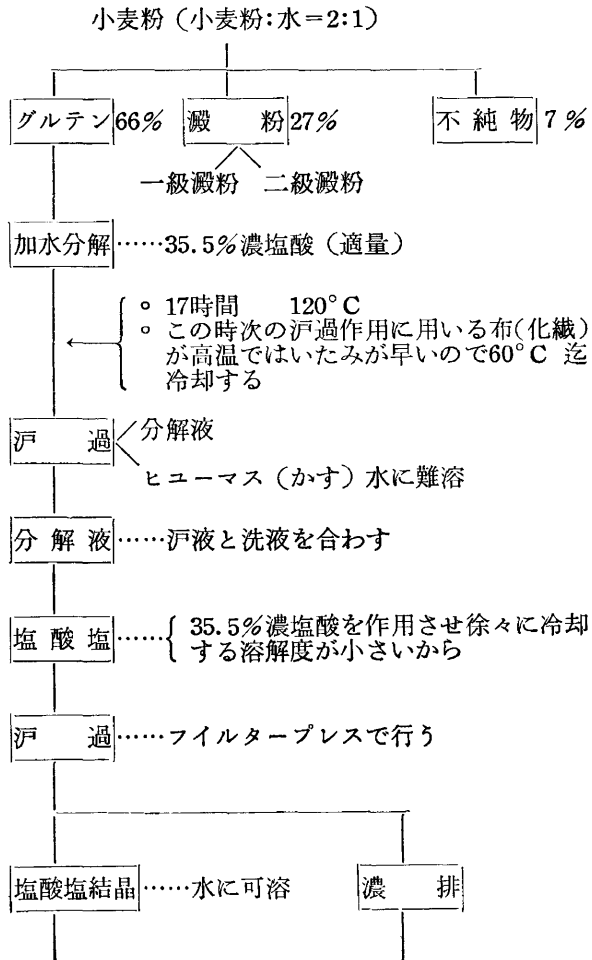 小麦粉(小麦粉:水=2:1)
グルテン 66% 澱粉 27% 不純物 7%
一級澱粉 二級澱粉
加水分解……35.5%濃塩酸(適量)
◦ 17時間 120°C
◦ この時次の沪過作用に用いる布(化繊)
が高温ではいたみが早いので60°C 迄
冷却する
沪過 分解液
ヒユーマス(かす)水に難溶
分解液……沪液と洗液を合わす
塩酸塩……35.5%濃塩酸を作用させ徐々に冷却
する溶解度が小さいから
沪過……フイルタープレスで行う
塩酸塩結晶……水に可溶 濃排